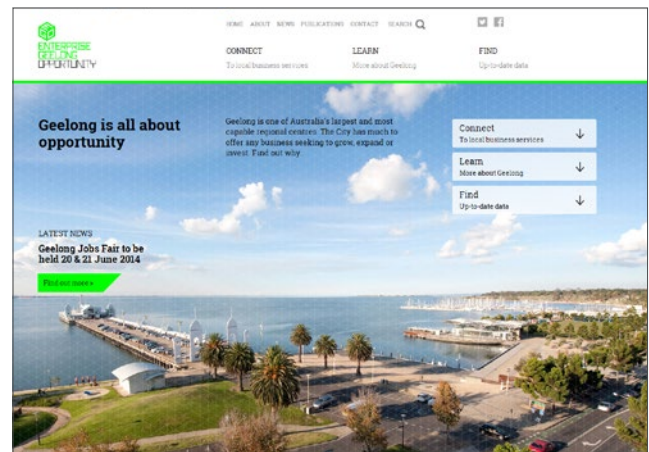 HOME ABOUT NEWS PUBLICATIONS CONTACT SEARCH
ENTERPRISE
GEELONG
OPPORTUNITY
CONNECT
To local business services
LEARN
More about Geelong
FIND
Up-to-date data
Geelong is all about
opportunity
Geelong is one of Australia's largest and most
capable regional centres. The City has much to
offer any business seeking to grow, expand or
invest. Find out why
Connect
To local business services
Learn
More about Geelong
Find
Up-to-date data
LATEST NEWS
Geelong Jobs Fair to be
held 20 & 21 June 2014
Find out more »